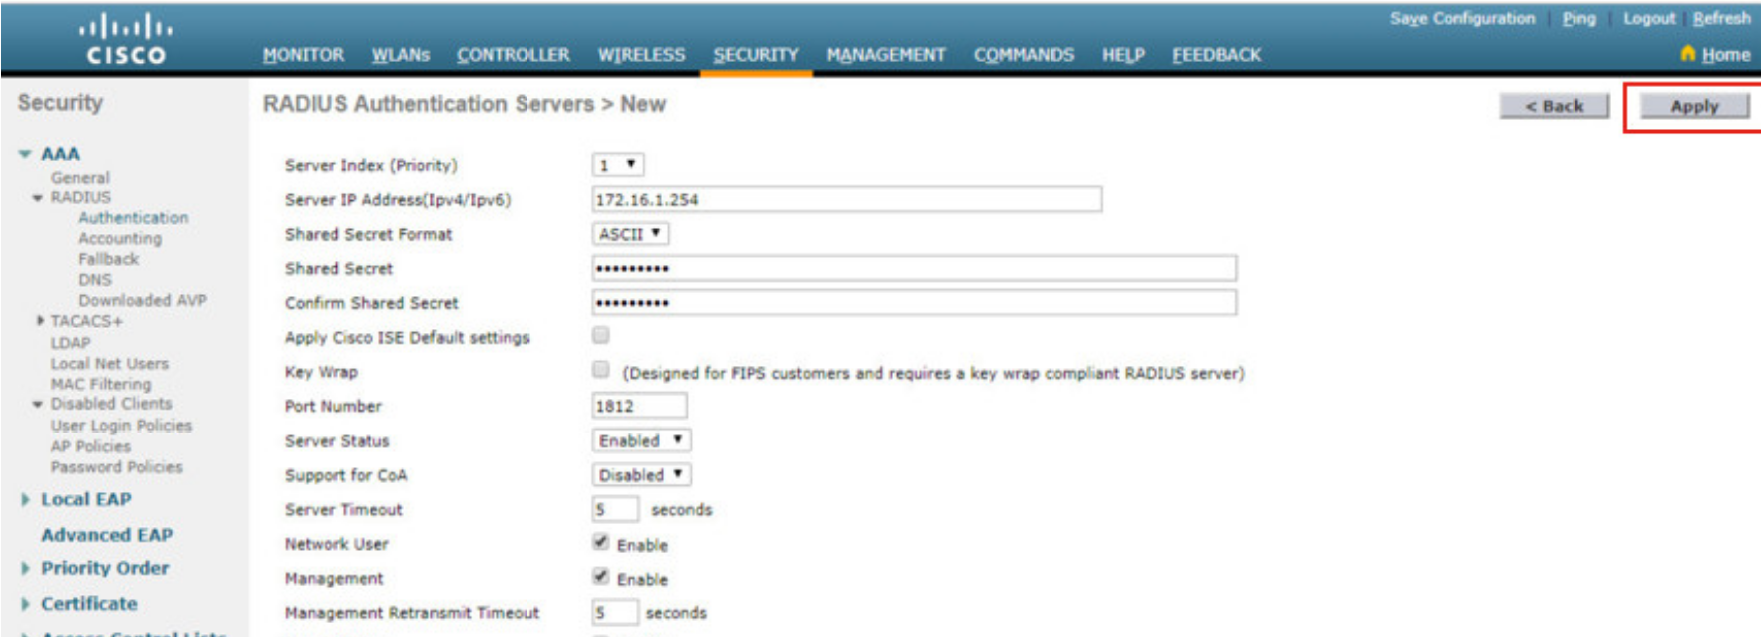 Save Configuration Ping Logout Refresh
CISCO MONITOR WLANs CONTROLLER WIRELESS SECURITY MANAGEMENT COMMANDS HELP FEEDBACK Home
Security
RADIUS Authentication Servers > New
< Back Apply
AAA
General
RADIUS
Authentication
Accounting
Fallback
DNS
Downloaded AVP
TACACS+
LDAP
Local Net Users
MAC Filtering
Disabled Clients
User Login Policies
AP Policies
Password Policies
Local EAP
Advanced EAP
Priority Order
Certificate
Access Control Lists
Server Index (Priority) 1
Server IP Address(Ipv4/Ipv6) 172.16.1.254
Shared Secret Format ASCII
Shared Secret •••••••••
Confirm Shared Secret •••••••••
Apply Cisco ISE Default settings
Key Wrap (Designed for FIPS customers and requires a key wrap compliant RADIUS server)
Port Number 1812
Server Status Enabled
Support for CoA Disabled
Server Timeout 5 seconds
Network User Enable
Management Enable
Management Retransmit Timeout 5 seconds